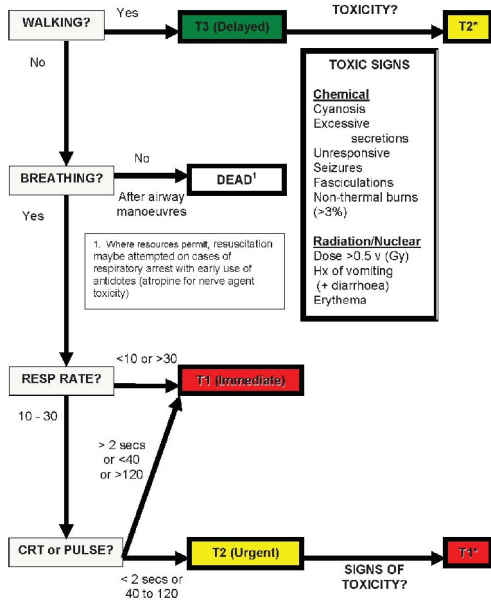 WALKING?
Yes
T3 (Delayed)
TOXICITY?
T2*
No
TOXIC SIGNS
Chemical
Cyanosis
Excessive
secretions
Unresponsive
Seizures
Fasciculations
Non-thermal burns
(>3%)
Radiation/Nuclear
Dose >0.5 v (Gy)
Hx of vomiting
(+ diarrhoea)
Erythema
BREATHING?
No
After airway
manoeuvres
DEAD1
Yes
1. Where resources permit, resuscitation
maybe attempted on cases of
respiratory arrest with early use of
antidotes (atropine for nerve agent
toxicity)
RESP RATE?
<10 or >30
T1 (Immediate)
10 - 30
> 2 secs
or <40
or >120
CRT or PULSE?
< 2 secs or
40 to 120
T2 (Urgent)
SIGNS OF
TOXICITY?
T1*